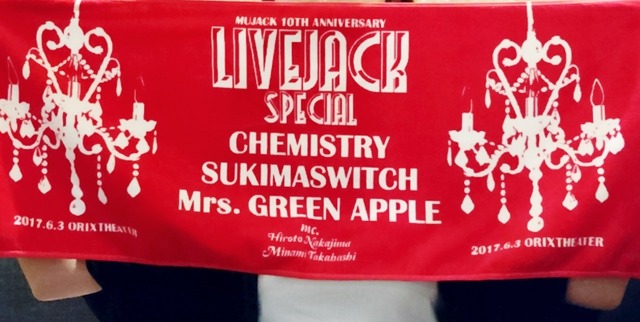 MUJACK 10TH ANNIVERSARY
LIVEJACK
SPECIAL
CHEMISTRY
SUKIMASWITCH
Mrs. GREEN APPLE
mc.
Hiroto Nakajima
Minami Takahashi
2017.6.3 ORIXTHEATER
2017.6.3 ORIXTHEATER